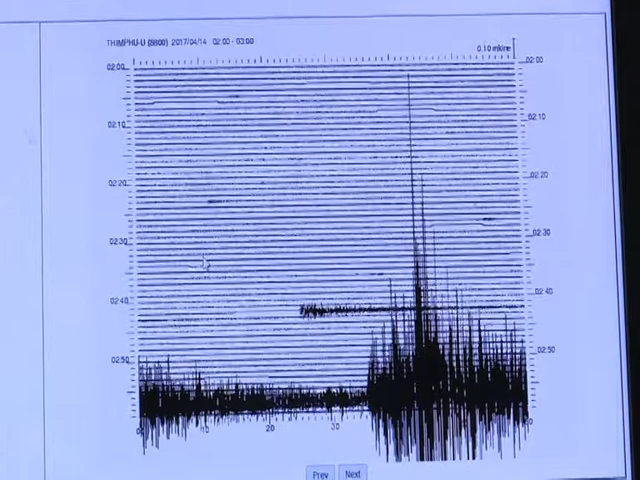 THIMPHU-U (5800) 2017/04/14 02:00 - 03:00
0.10 mkine
02:00 02:00
02:10 02:10
02:20 02:20
02:30 02:30
02:40 02:40
02:50 02:50
10 20 30
Prev Next